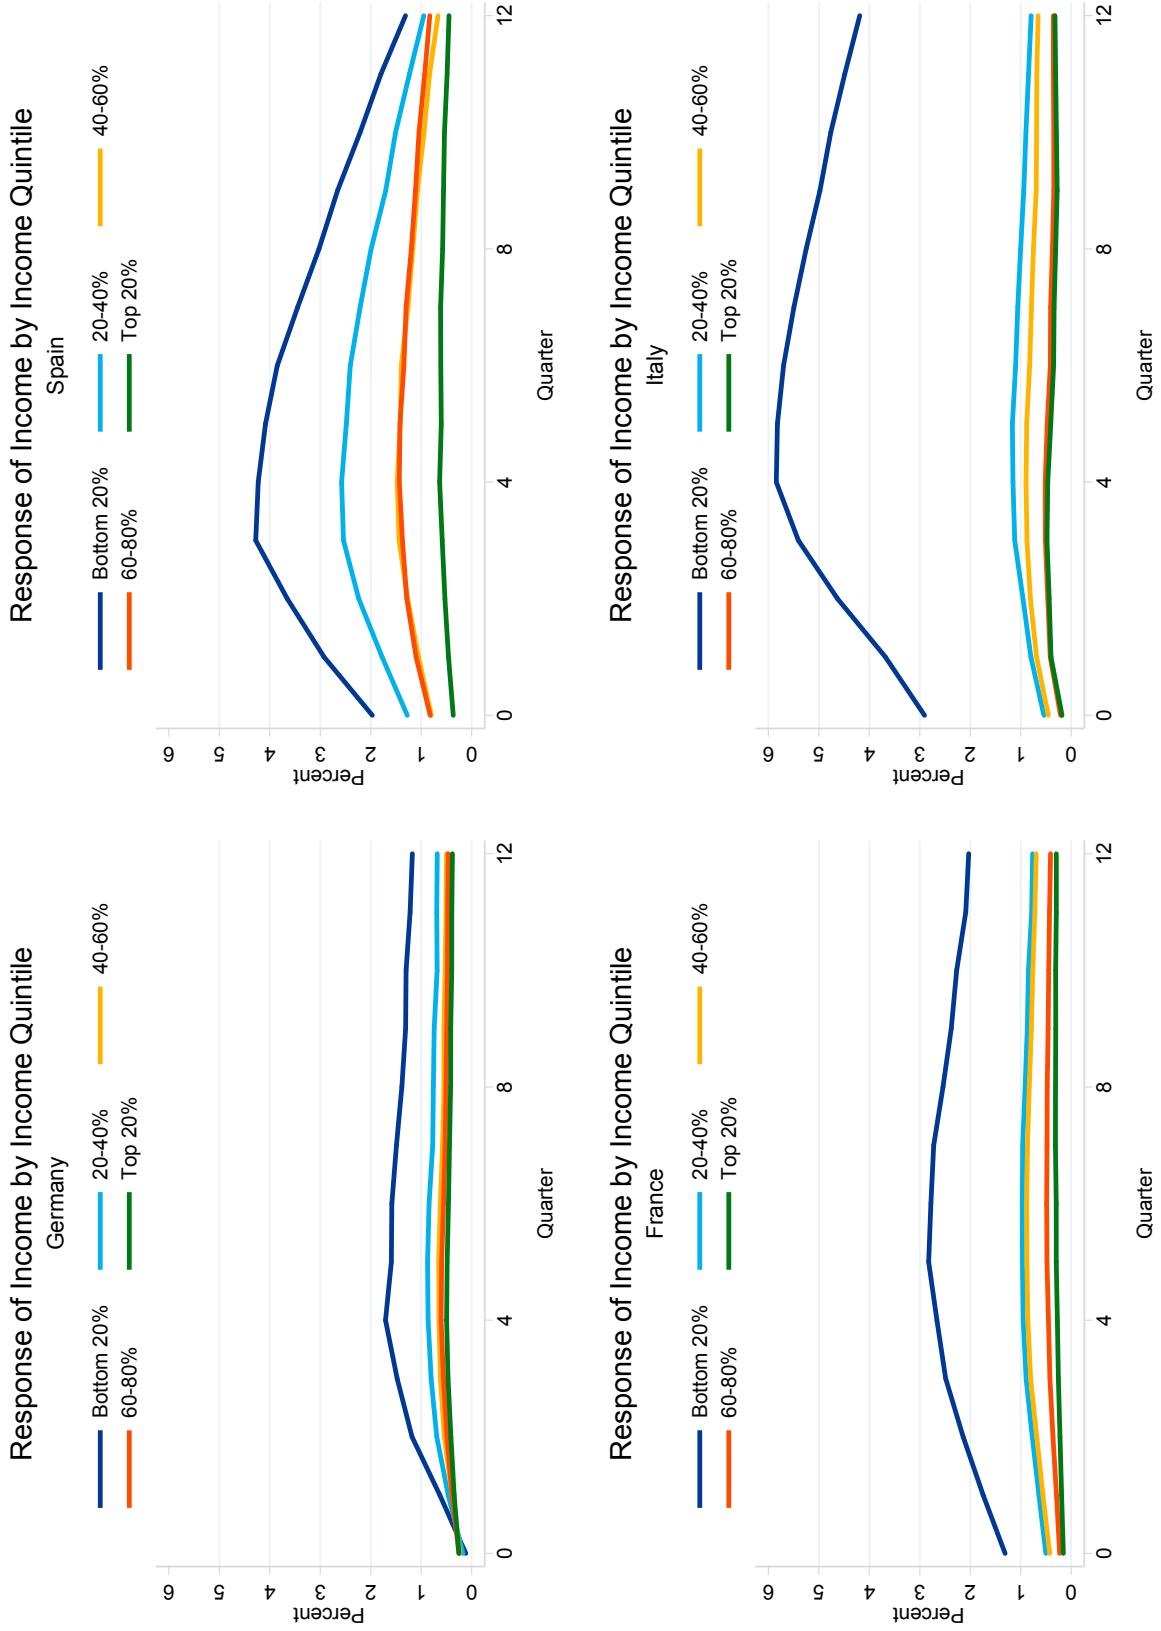 Response of Income by Income Quintile
Germany
Bottom 20%
20-40%
40-60%
60-80%
Top 20%
Percent
6
5
4
3
2
1
0
0
4
8
12
Quarter
Response of Income by Income Quintile
Spain
Bottom 20%
20-40%
40-60%
60-80%
Top 20%
Percent
6
5
4
3
2
1
0
0
4
8
12
Quarter
Response of Income by Income Quintile
France
Bottom 20%
20-40%
40-60%
60-80%
Top 20%
Percent
6
5
4
3
2
1
0
0
4
8
12
Quarter
Response of Income by Income Quintile
Italy
Bottom 20%
20-40%
40-60%
60-80%
Top 20%
Percent
6
5
4
3
2
1
0
0
4
8
12
Quarter